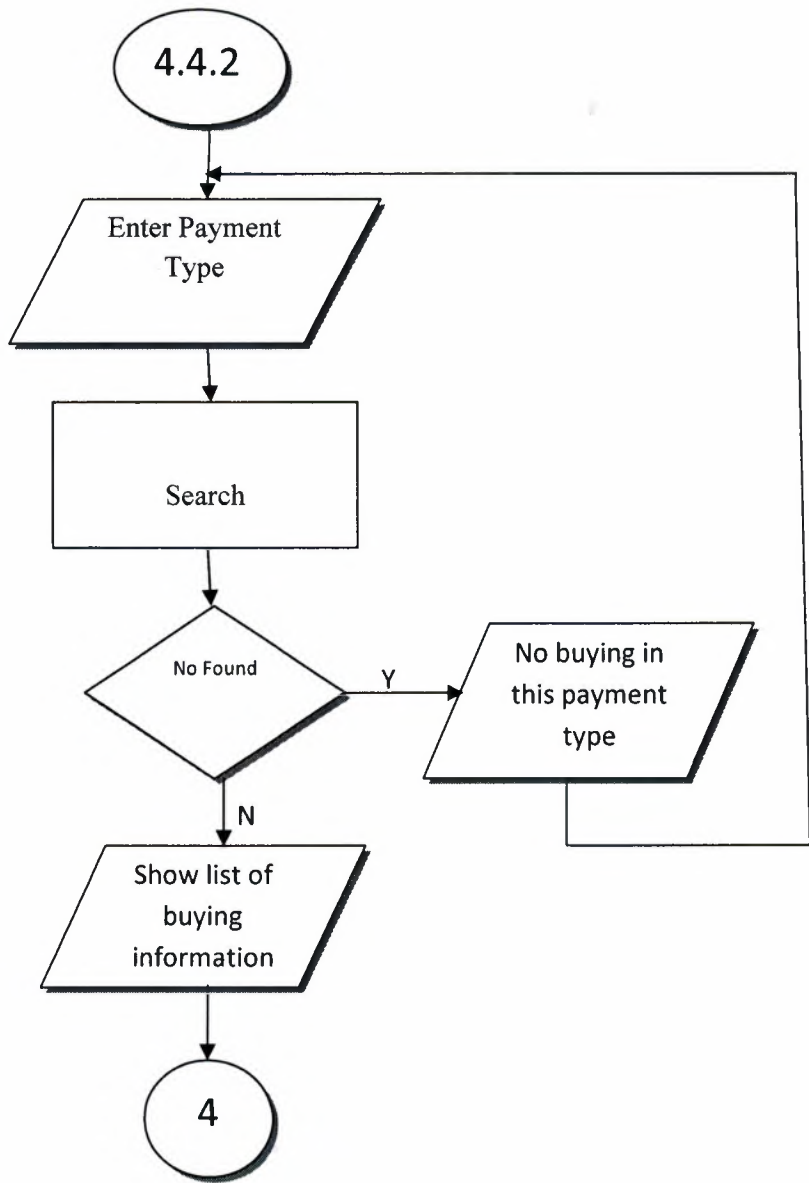 4.4.2
Enter Payment
Type
Search
No Found
Y
No buying in
this payment
type
N
Show list of
buying
information
4